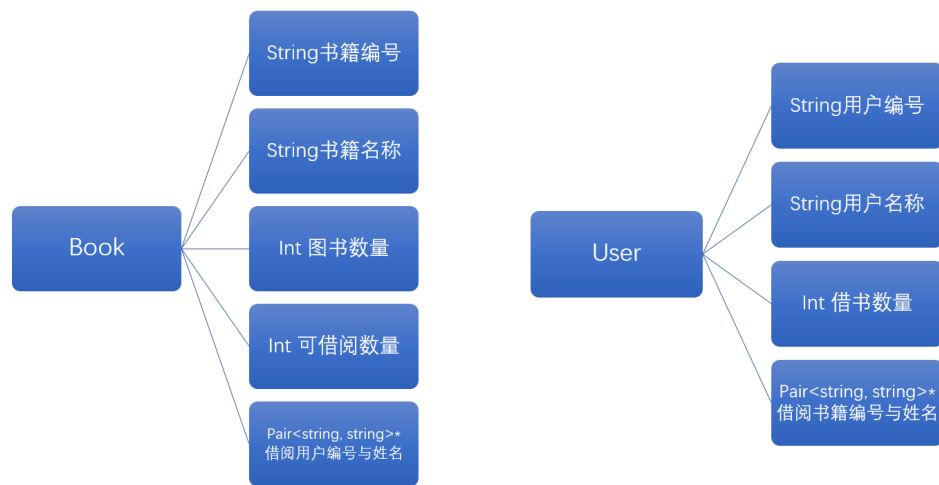 Book
String书籍编号
String书籍名称
Int 图书数量
Int 可借阅数量
Pair<string, string>*
借阅用户编号与姓名
User
String用户编号
String用户名称
Int 借书数量
Pair<string, string>*
借阅书籍编号与姓名